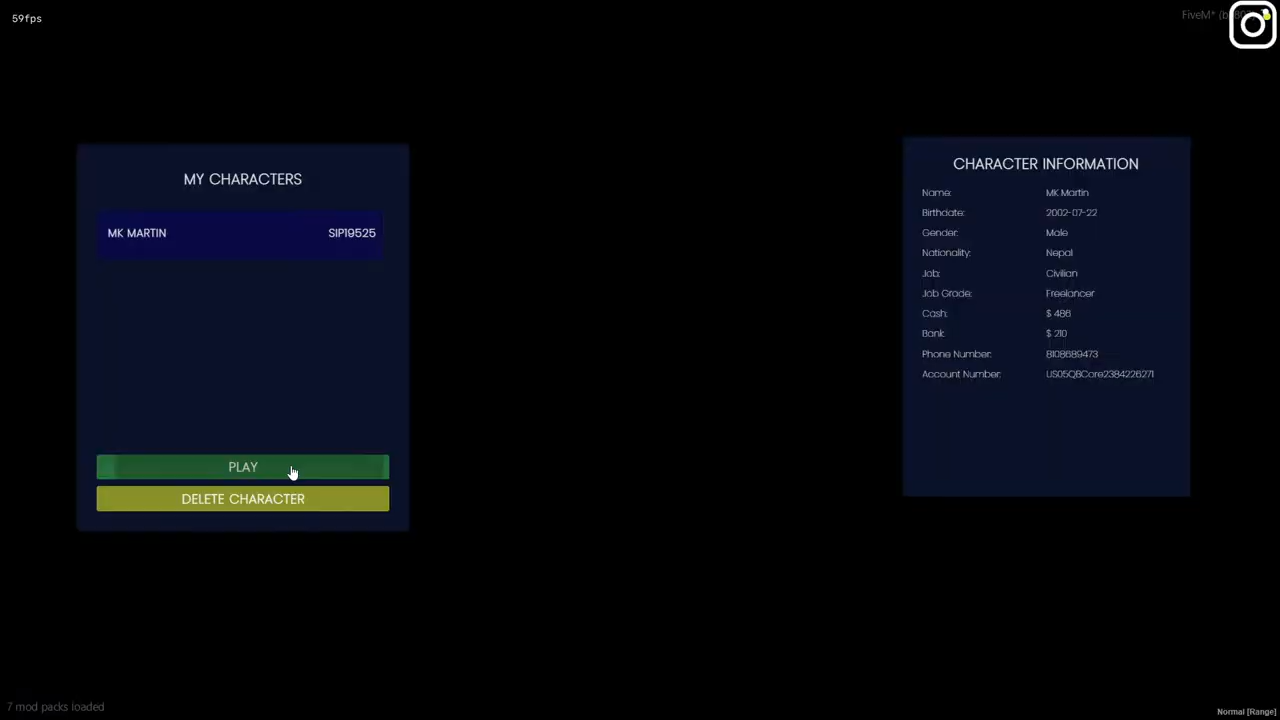 59fps
FiveM* (b
MY CHARACTERS
MK MARTIN SIP19525
PLAY
DELETE CHARACTER
CHARACTER INFORMATION
Name: MK Martin
Birthdate: 2002-07-22
Gender: Male
Nationality: Nepal
Job: Civilian
Job Grade: Freelancer
Cash: $ 486
Bank: $ 210
Phone Number: 8108689473
Account Number: US05QBCore2384226271
7 mod packs loaded
Normal [Range]